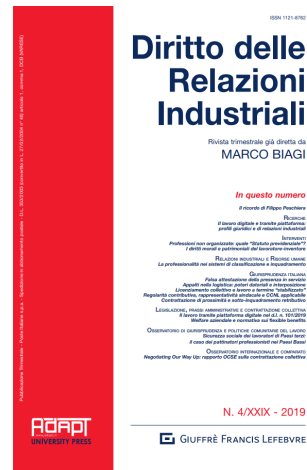 ISSN 1121-8762
Diritto delle
Relazioni
Industriali
Rivista trimestrale già diretta da
MARCO BIAGI
In questo numero
Il ricordo di Filippo Peschiera
RICERCHE
Il lavoro digitale e tramite piattaforma:
profili giuridici e di relazioni industriali
INTERVENTI
Professioni non organizzate: quale "Statuto previdenziale"?
I diritti morali e patrimoniali del lavoratore-inventore
RELAZIONI INDUSTRIALI E RISORSE UMANE
La professionalità nei sistemi di classificazione e inquadramento
GIURISPRUDENZA ITALIANA
Falsa attestazione della presenza in servizio
Appalti nella logistica: poteri datoriali e interposizione
Licenziamento collettivo e lavoro a termine "stabilizzato"
Regolarità contributiva, rappresentatività sindacale e CCNL applicabile
Contrattazione di prossimità e sotto-inquadramento retributivo
LEGISLAZIONE, PRASSI AMMINISTRATIVE E CONTRATTAZIONE COLLETTIVA
Il lavoro tramite piattaforma digitale nel d.l. n. 101/2019
Welfare aziendale e normativa sui flexible benefits
OSSERVATORIO DI GIURISPRUDENZA E POLITICHE COMUNITARIE DEL LAVORO
Sicurezza sociale dei lavoratori di Paesi terzi:
il caso dei pattinatori professionisti nei Paesi Bassi
OSSERVATORIO INTERNAZIONALE E COMPARATO
Negotiating Our Way Up: rapporto OCSE sulla contrattazione collettiva
N. 4/XXIX - 2019
GIUFFRÈ FRANCIS LEFEBVRE
ADAPT
UNIVERSITY PRESS